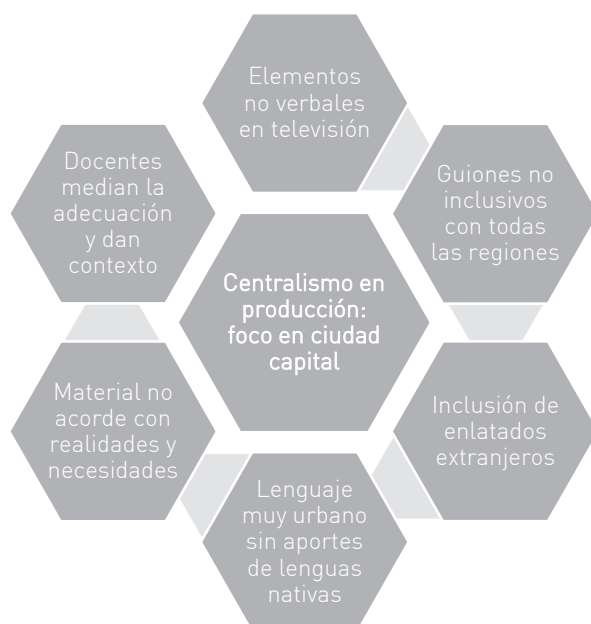 Elementos
no verbales
en televisión
Guiones no
inclusivos
con todas
las regiones
Inclusión de
enlatados
extranjeros
Lenguaje
muy urbano
sin aportes
de lenguas
nativas
Material no
acorde con
realidades y
necesidades
Docentes
median la
adecuación
y dan
contexto
Centralismo en
producción:
foco en ciudad
capital